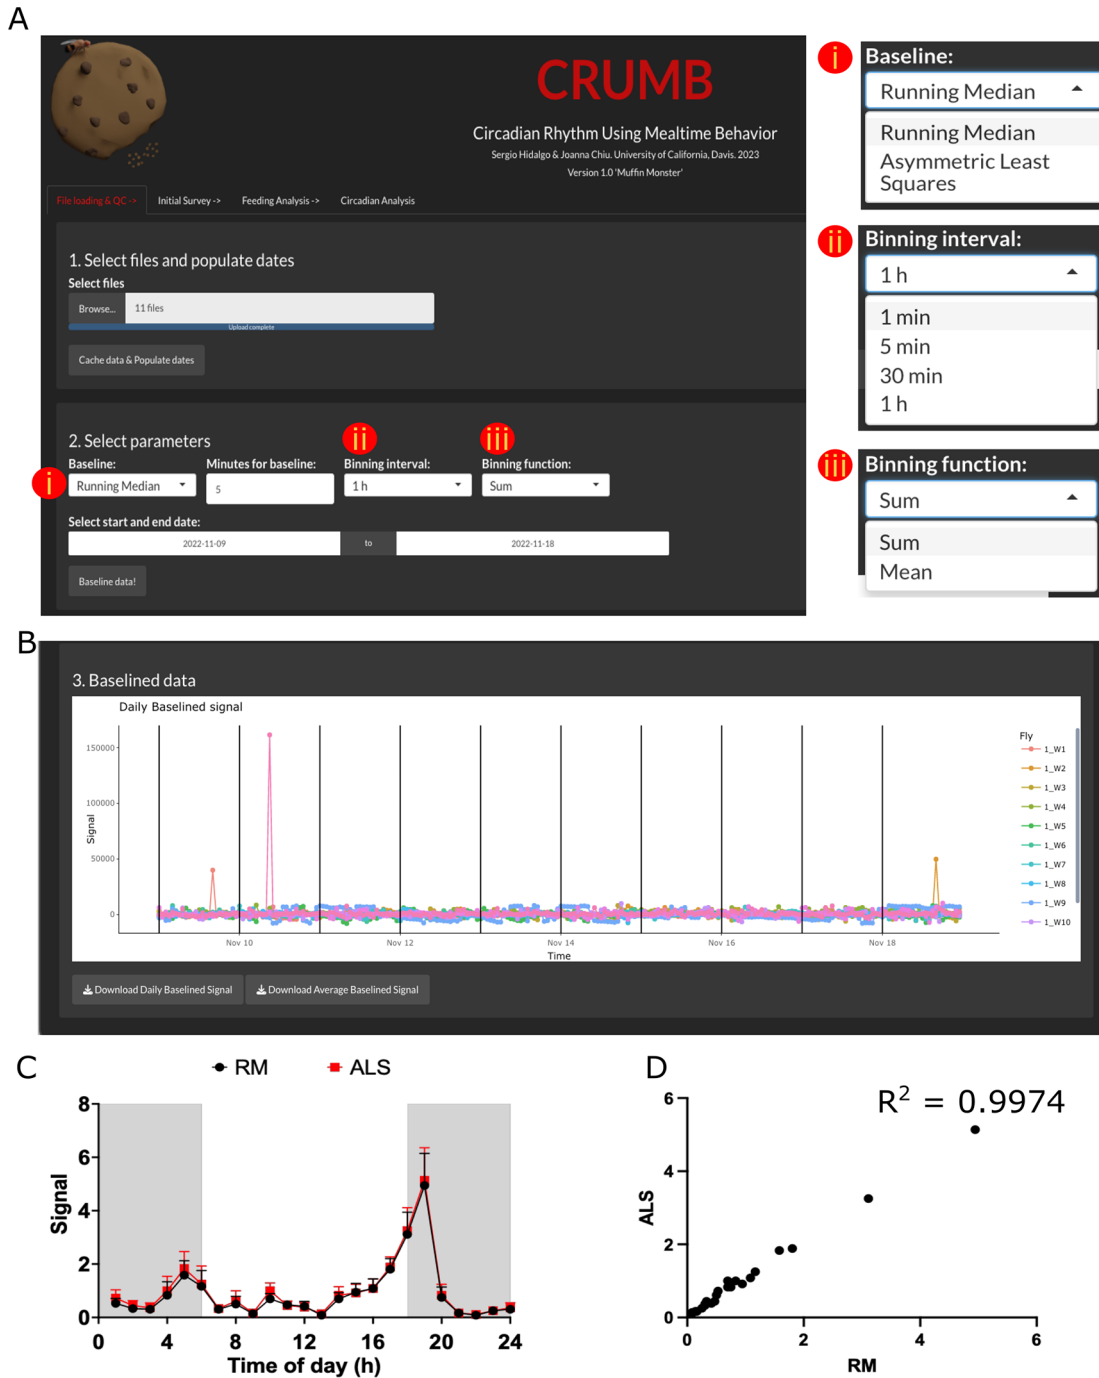 A
CRUMB
Circadian Rhythm Using Mealtime Behavior
Sergio Hidalgo & Joanna Chiu. University of California, Davis. 2023
Version 1.0 'Muffin Monster'
File loading & QC -> Initial Survey -> Feeding Analysis -> Circadian Analysis
1. Select files and populate dates
Select files
Browse... 11 files
Upload complete
Cache data & Populate dates
2. Select parameters
ii iii
Baseline: Minutes for baseline: Binning interval: Binning function:
i Running Median 5 1 h Sum
Select start and end date:
2022-11-09 to 2022-11-18
Baseline data!
i Baseline:
Running Median
Running Median
Asymmetric Least
Squares
ii Binning interval:
1 h
1 min
5 min
30 min
1 h
iii Binning function:
Sum
Sum
Mean
B
3. Baselined data
Daily Baselined signal
150000
100000
50000
0
Signal
Nov 10 Nov 12 Nov 14 Nov 16 Nov 18
Time
Fly
1_W1
1_W2
1_W3
1_W4
1_W5
1_W6
1_W7
1_W8
1_W9
1_W10
Download Daily Baselined Signal Download Average Baselined Signal
C
RM ALS
8
6
4
2
0
Signal
0 4 8 12 16 20 24
Time of day (h)
D
R² = 0.9974
6
4
2
0
ALS
0 2 4 6
RM